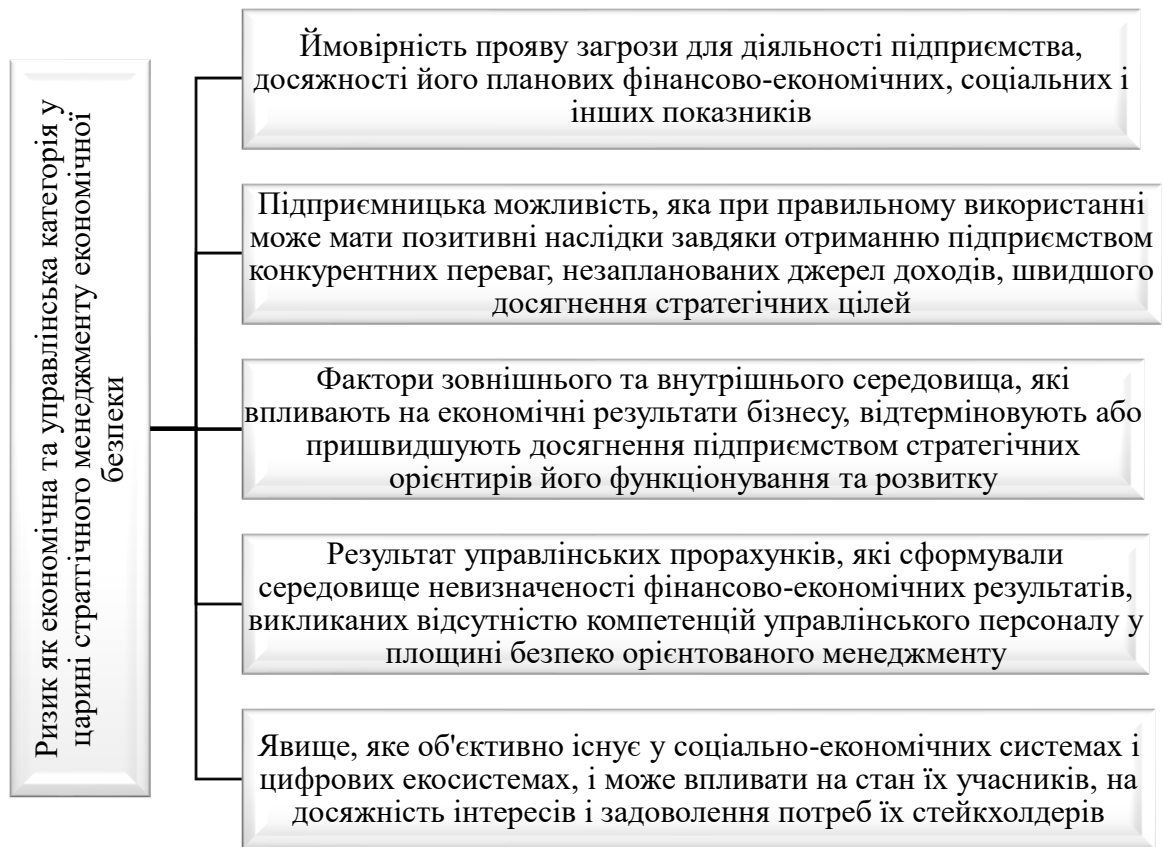 Ризик як економічна та управлінська категорія у
царині стратгічного менеджменту економічної
безпеки
Ймовірність прояву загрози для діяльності підприємства,
досяжності його планових фінансово-економічних, соціальних і
інших показників
Підприємницька можливість, яка при правильному використанні
може мати позитивні наслідки завдяки отриманню підприємством
конкурентних переваг, незапланованих джерел доходів, швидшого
досягнення стратегічних цілей
Фактори зовнішнього та внутрішнього середовища, які
впливають на економічні результати бізнесу, відтерміновують або
пришвидшують досягнення підприємством стратегічних
орієнтирів його функціонування та розвитку
Результат управлінських прорахунків, які сформували
середовище невизначеності фінансово-економічних результатів,
викликаних відсутністю компетенцій управлінського персоналу у
площині безпеко орієнтованого менеджменту
Явище, яке об'єктивно існує у соціально-економічних системах і
цифрових екосистемах, і може впливати на стан їх учасників, на
досяжність інтересів і задоволення потреб їх стейкхолдерів